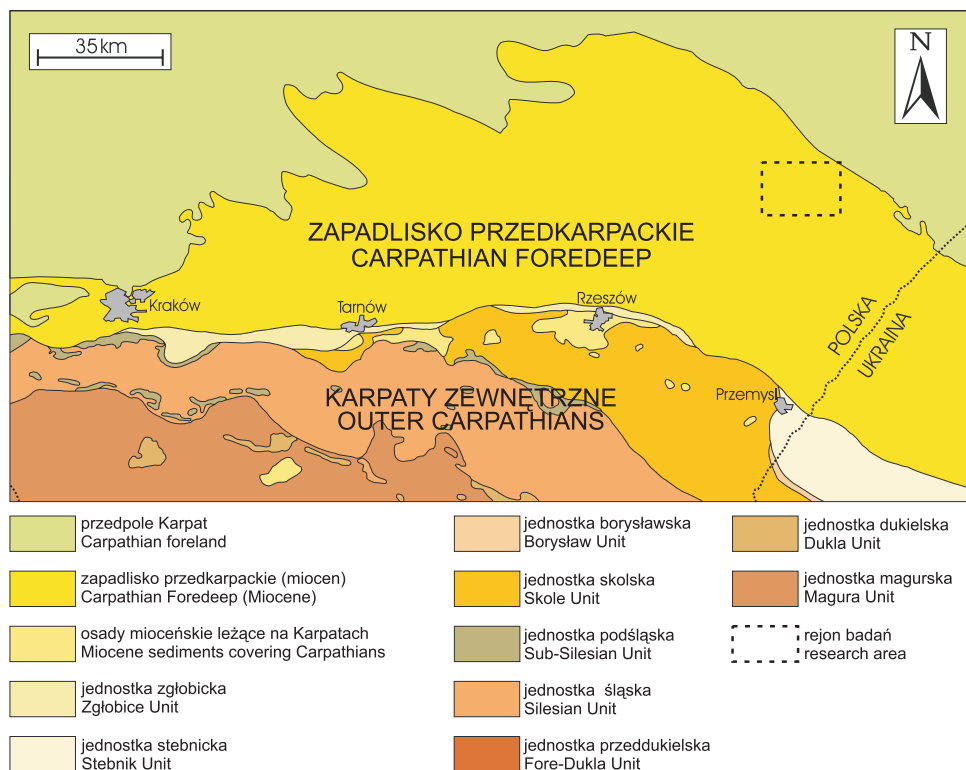 35km
N
ZAPADLISKO PRZEDKARPACKIE
CARPATHIAN FOREDEEP
Kraków
Tarnów
Rzeszów
POLSKA
UKRAINA
KARPATY ZEWNĘTRZNE
OUTER CARPATHIANS
Przemyśl
przedpole Karpat
Carpathian foreland
zapadlisko przedkarpackie (miocen)
Carpathian Foredeep (Miocene)
osady mioceńskie leżące na Karpatach
Miocene sediments covering Carpathians
jednostka zgłobicka
Zgłobice Unit
jednostka stebnicka
Stebnik Unit
jednostka borysławska
Borysław Unit
jednostka skolska
Skole Unit
jednostka podśląska
Sub-Silesian Unit
jednostka śląska
Silesian Unit
jednostka przeddukielska
Fore-Dukla Unit
jednostka dukielska
Dukla Unit
jednostka magurska
Magura Unit
rejon badań
research area